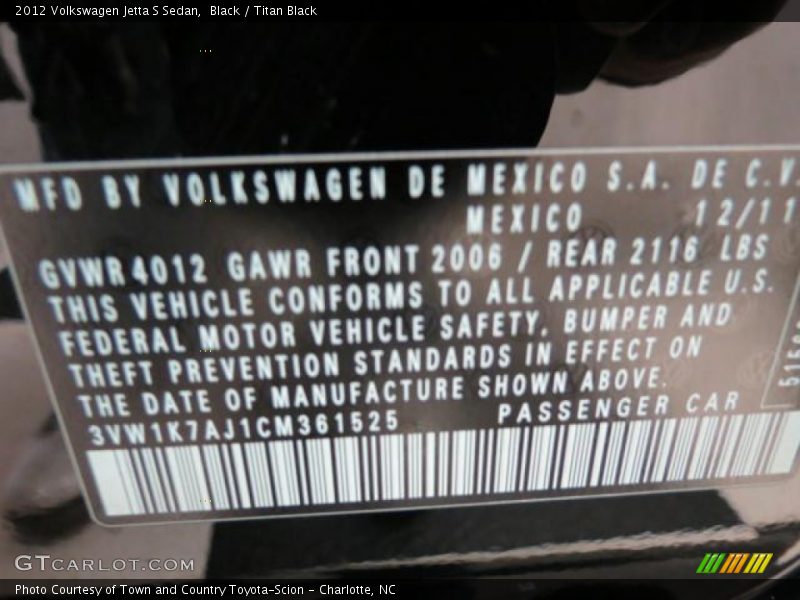 2012 Volkswagen Jetta S Sedan, Black / Titan Black
MFD BY VOLKSWAGEN DE MEXICO S.A. DE C.V.
MEXICO 12/11
GVWR 4012 GAWR FRONT 2006 / REAR 2116 LBS
THIS VEHICLE CONFORMS TO ALL APPLICABLE U.S.
FEDERAL MOTOR VEHICLE SAFETY, BUMPER AND
THEFT PREVENTION STANDARDS IN EFFECT ON
THE DATE OF MANUFACTURE SHOWN ABOVE.
3VW1K7AJ1CM361525 PASSENGER CAR
GTCARLOT.COM
Photo Courtesy of Town and Country Toyota-Scion - Charlotte, NC